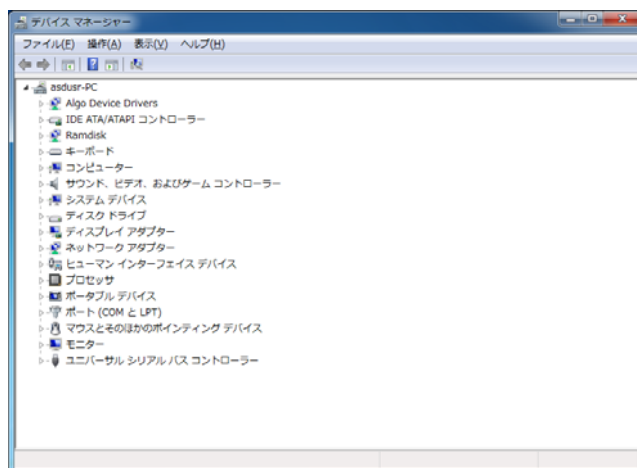 デバイス マネージャー
ファイル(F) 操作(A) 表示(V) ヘルプ(H)
asdusr-PC
Algo Device Drivers
IDE ATA/ATAPI コントローラー
Ramdisk
キーボード
コンピューター
サウンド、ビデオ、およびゲーム コントローラー
システム デバイス
ディスク ドライブ
ディスプレイ アダプター
ネットワーク アダプター
ヒューマン インターフェイス デバイス
プロセッサ
ポータブル デバイス
ポート (COM と LPT)
マウスとそのほかのポインティング デバイス
モニター
ユニバーサル シリアル バス コントローラー